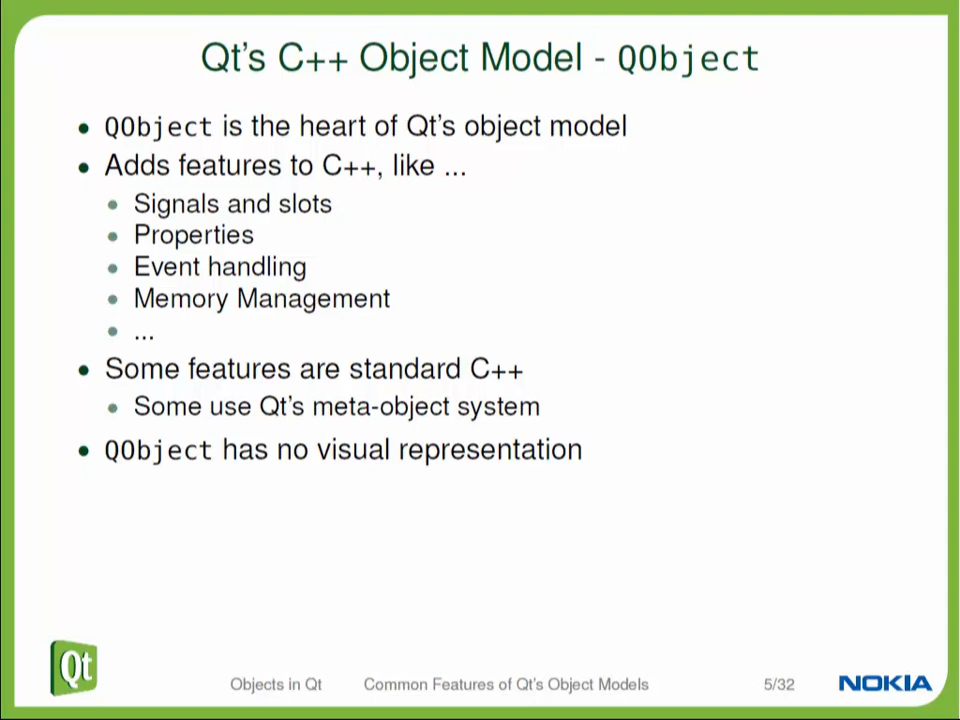 Qt's C++ Object Model - QObject
• QObject is the heart of Qt's object model
• Adds features to C++, like ...
• Signals and slots
• Properties
• Event handling
• Memory Management
• ...
• Some features are standard C++
• Some use Qt's meta-object system
• QObject has no visual representation
Qt
Objects in Qt Common Features of Qt's Object Models 5/32 NOKIA